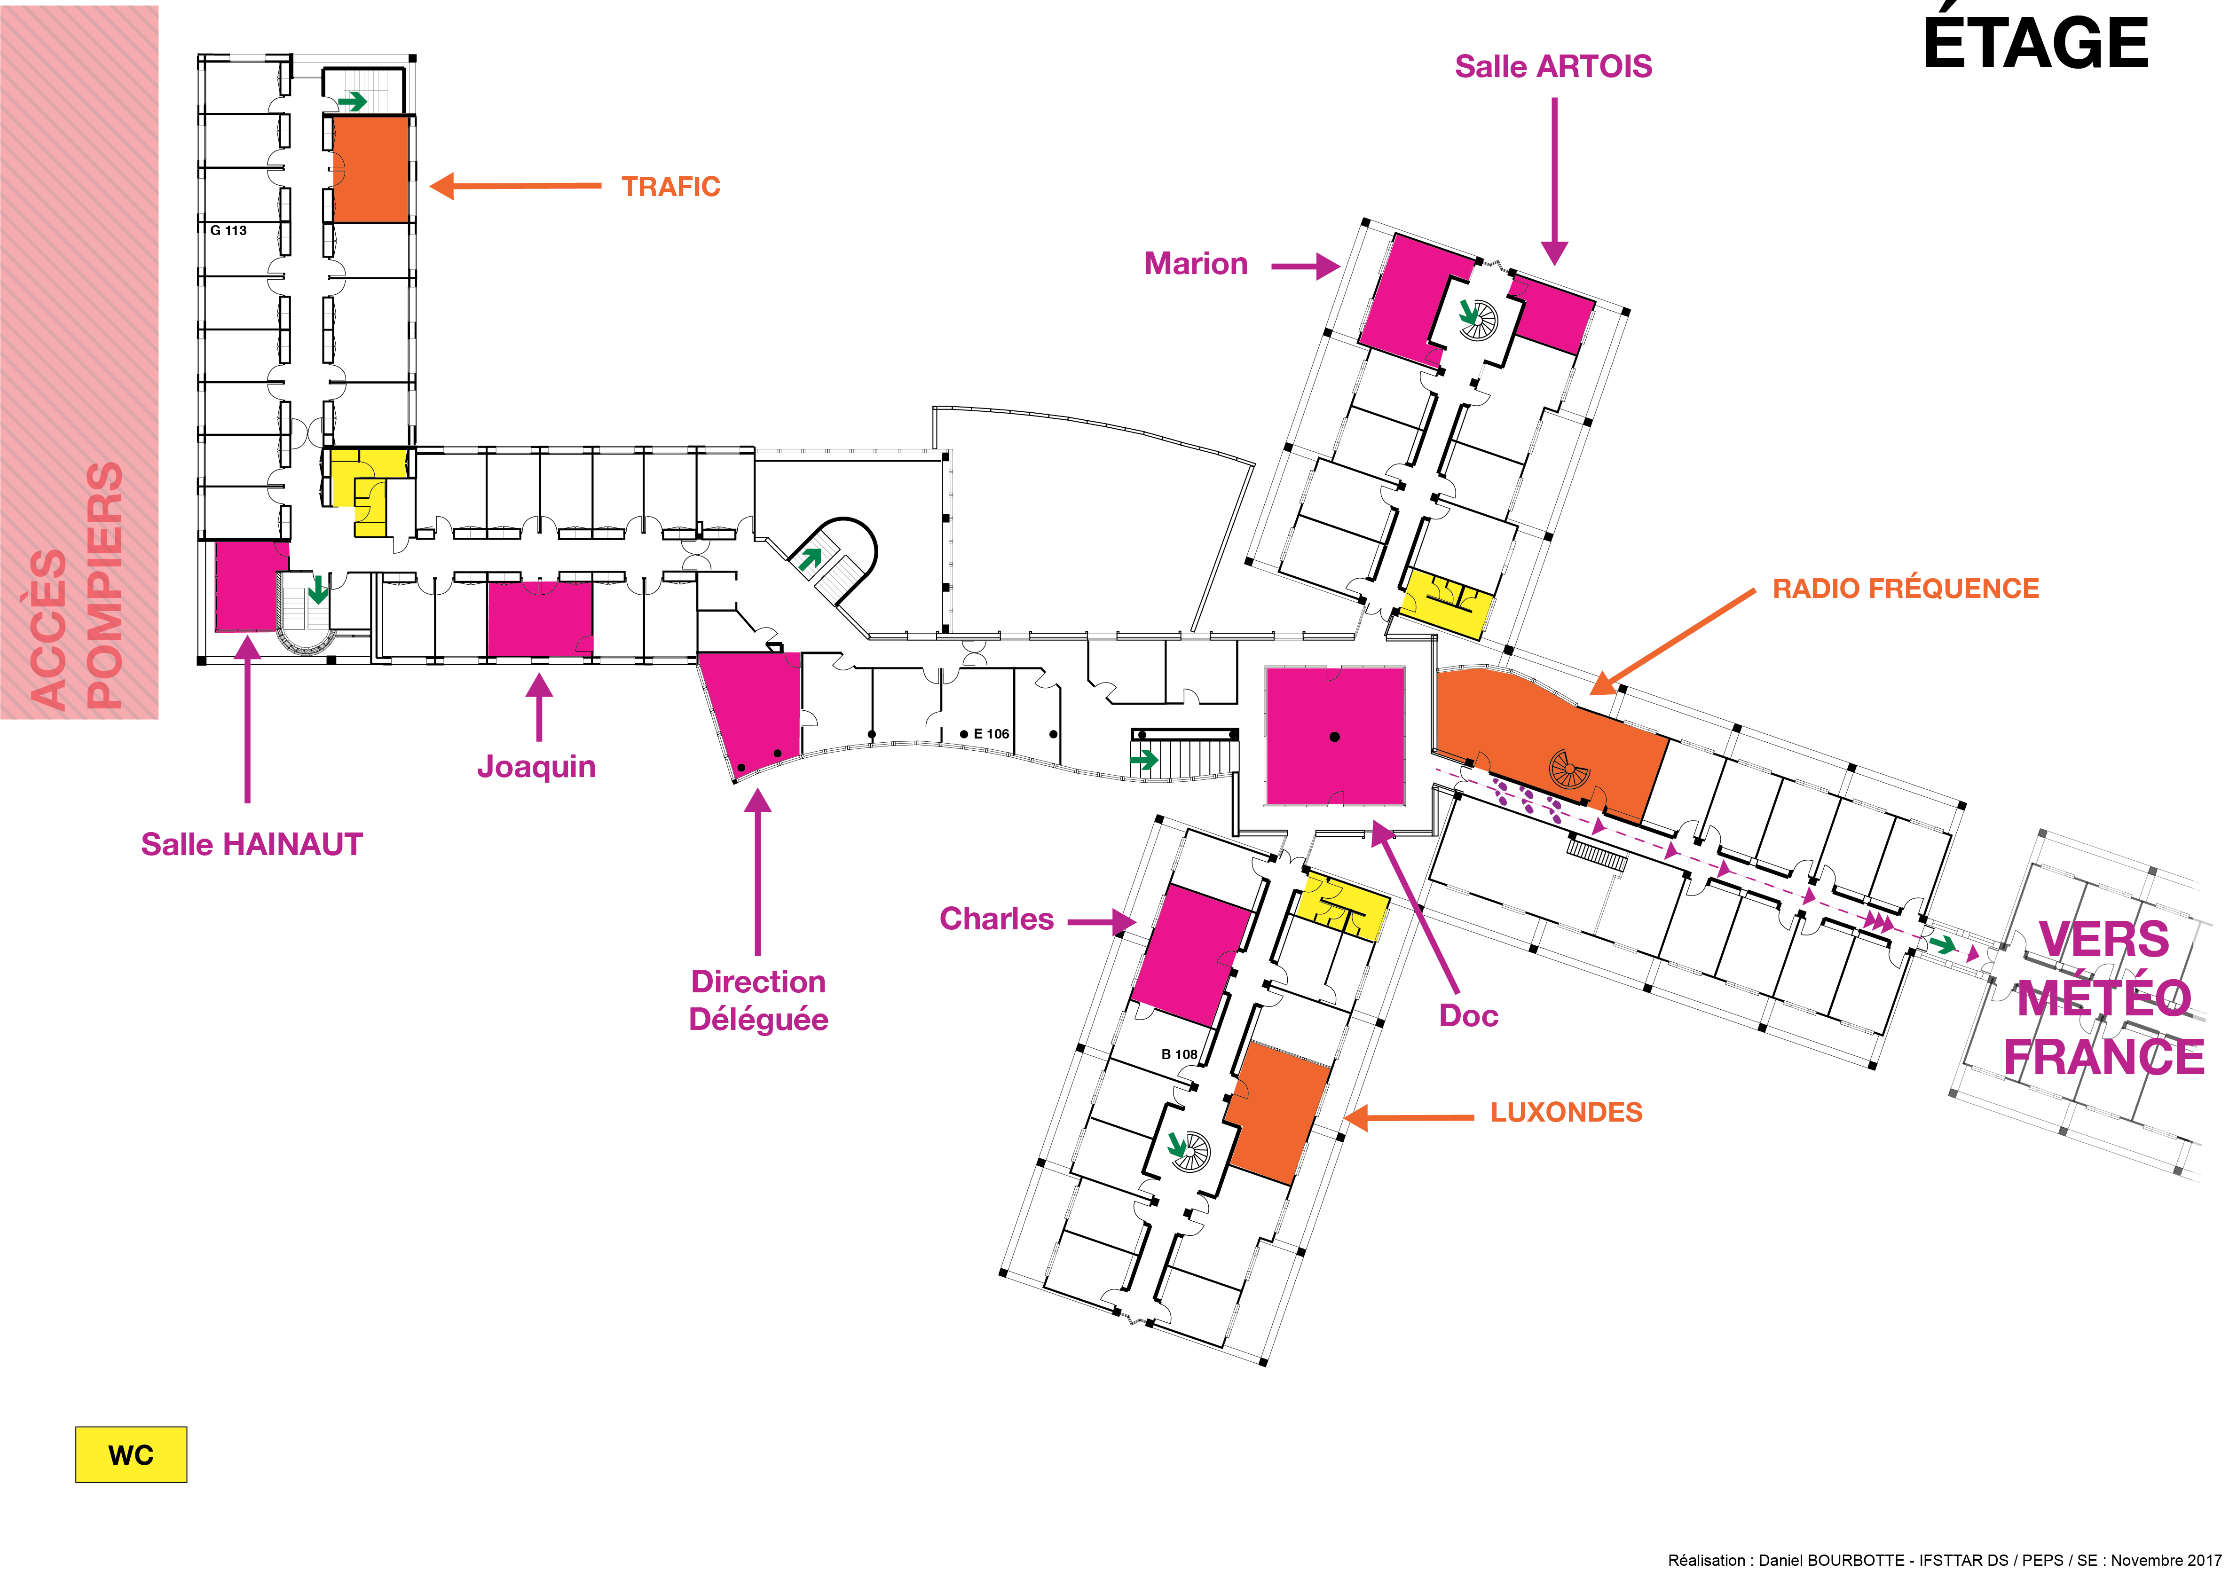 ÉTAGE
Salle ARTOIS
TRAFIC
G 113
Marion
ACCÈS
POMPIERS
RADIO FRÉQUENCE
E 106
Joaquin
Salle HAINAUT
Charles
Direction
Déléguée
Doc
VERS
MÉTÉO
FRANCE
B 108
LUXONDES
WC
Réalisation : Daniel BOURBOTTE - IFSTTAR DS / PEPS / SE : Novembre 2017